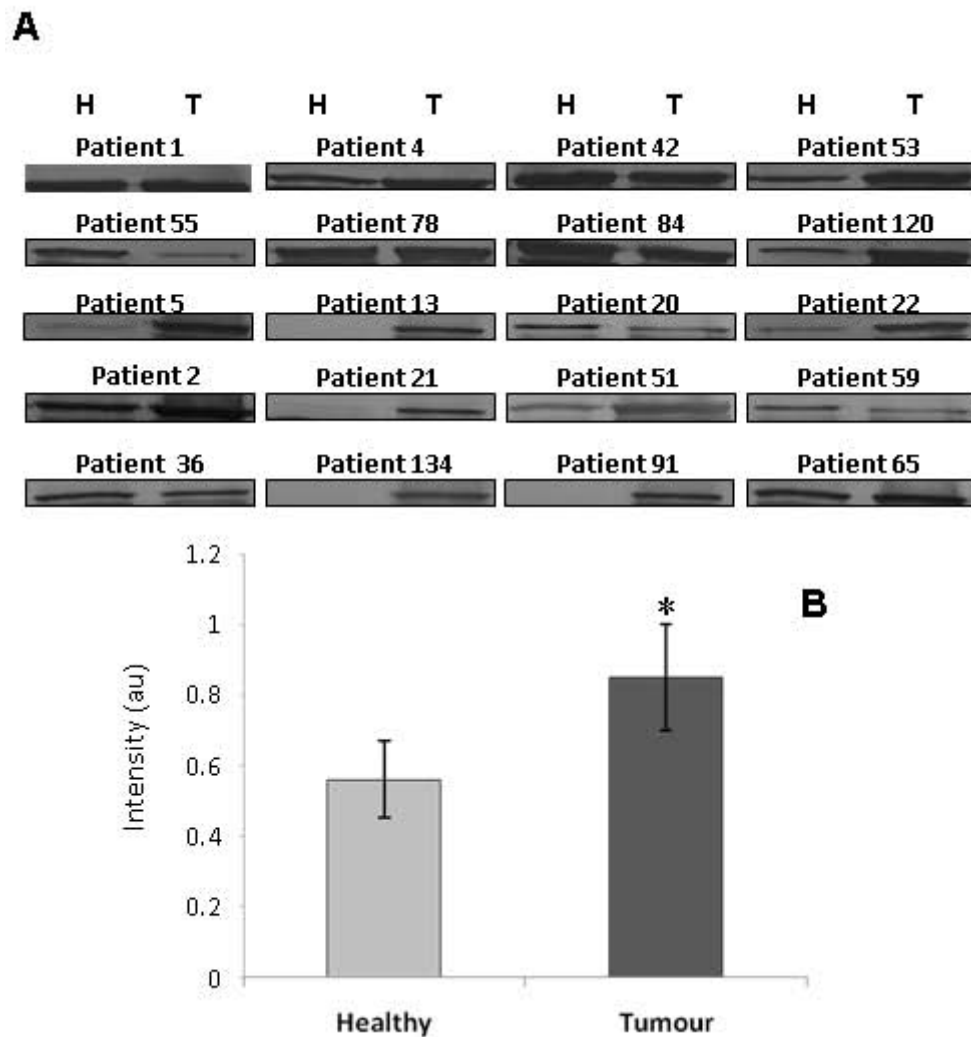 A
H T H T H T H T
Patient 1 Patient 4 Patient 42 Patient 53
Patient 55 Patient 78 Patient 84 Patient 120
Patient 5 Patient 13 Patient 20 Patient 22
Patient 2 Patient 21 Patient 51 Patient 59
Patient 36 Patient 134 Patient 91 Patient 65
B
*
Intensity (au)
1.2
1
0.8
0.6
0.4
0.2
0
Healthy Tumour